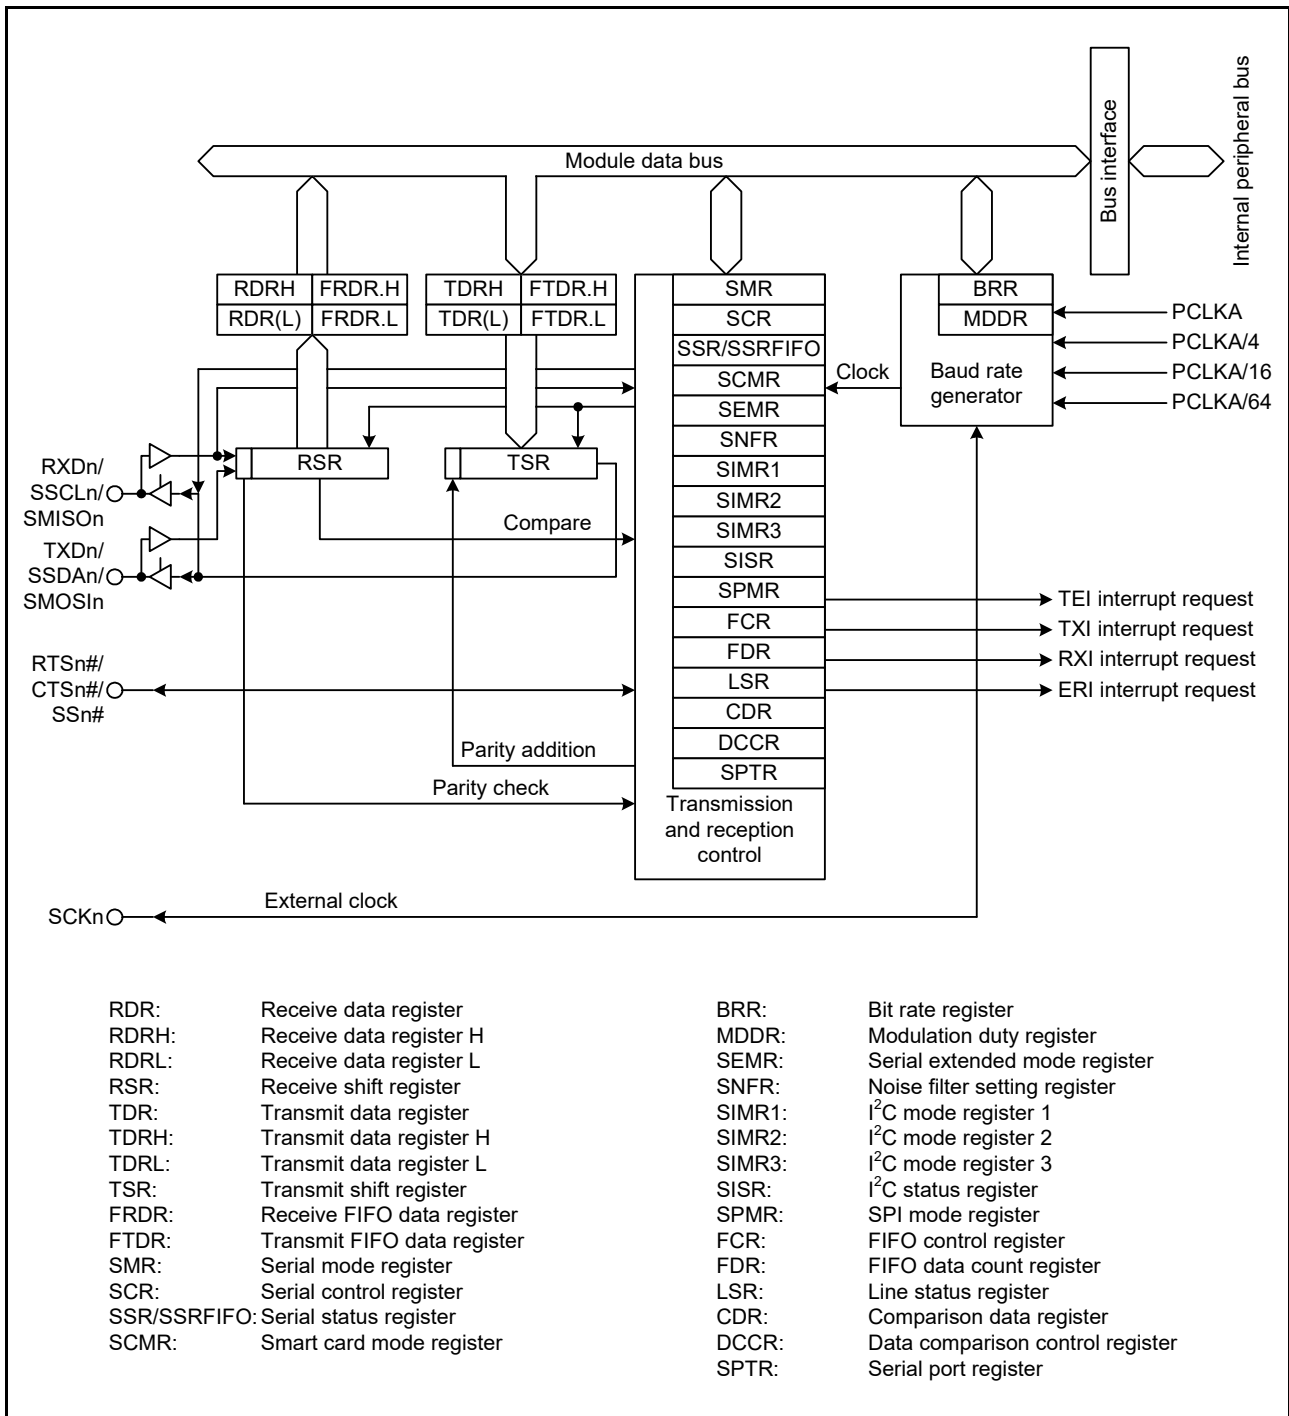 Internal peripheral bus
Bus interface
Module data bus
RDRH FRDR.H TDRH FTDR.H SMR BRR
RDR(L) FRDR.L TDR(L) FTDR.L SCR MDDR PCLKA
SSR/SSRFIFO PCLKA/4
SCMR Clock Baud rate PCLKA/16
SEMR generator PCLKA/64
SNFR
RXDn/ RSR TSR SIMR1
SSCLn/
SMISOn SIMR2
Compare SIMR3
TXDn/
SSDAn/ SISR
SMOSIn SPMR TEI interrupt request
FCR TXI interrupt request
RTSn#/ FDR RXI interrupt request
CTSn#/ LSR ERI interrupt request
SSn# CDR
Parity addition DCCR
SPTR
Parity check
Transmission
and reception
control
SCKn External clock
RDR: Receive data register
RDRH: Receive data register H
RDRL: Receive data register L
RSR: Receive shift register
TDR: Transmit data register
TDRH: Transmit data register H
TDRL: Transmit data register L
TSR: Transmit shift register
FRDR: Receive FIFO data register
FTDR: Transmit FIFO data register
SMR: Serial mode register
SCR: Serial control register
SSR/SSRFIFO: Serial status register
SCMR: Smart card mode register
BRR: Bit rate register
MDDR: Modulation duty register
SEMR: Serial extended mode register
SNFR: Noise filter setting register
SIMR1: I²C mode register 1
SIMR2: I²C mode register 2
SIMR3: I²C mode register 3
SISR: I²C status register
SPMR: SPI mode register
FCR: FIFO control register
FDR: FIFO data count register
LSR: Line status register
CDR: Comparison data register
DCCR: Data comparison control register
SPTR: Serial port register